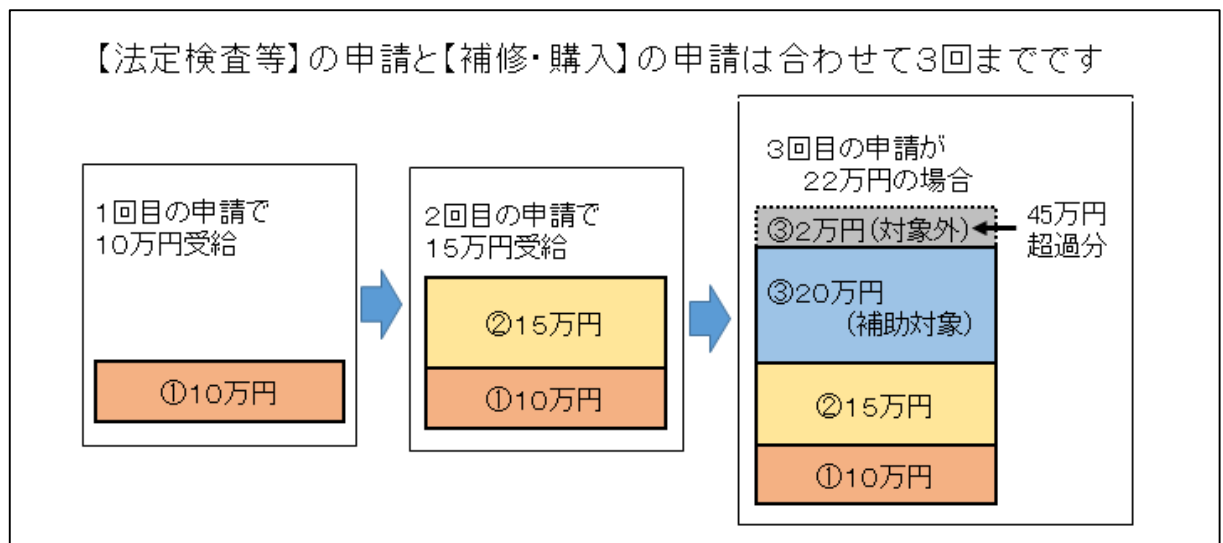 【法定検査等】の申請と【補修・購入】の申請は合わせて３回までです
１回目の申請で
１０万円受給
①１０万円
２回目の申請で
１５万円受給
②１５万円
①１０万円
３回目の申請が
２２万円の場合
③２万円（対象外）
４５万円
超過分
③２０万円
（補助対象）
②１５万円
①１０万円